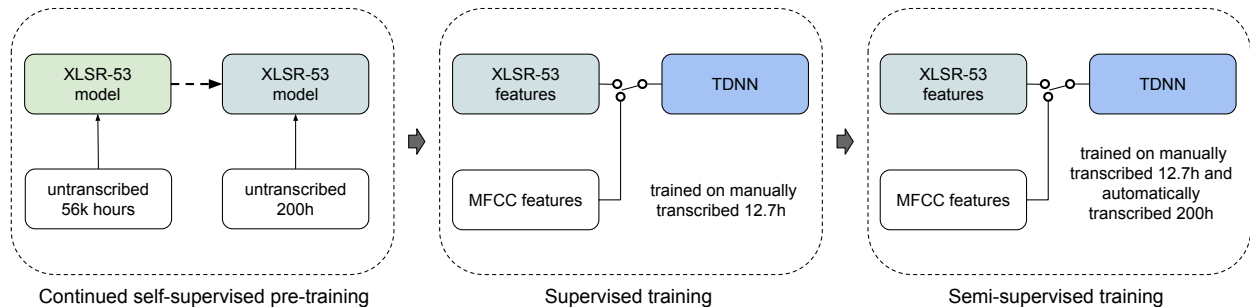 XLSR-53
model
XLSR-53
model
untranscribed
56k hours
untranscribed
200h
Continued self-supervised pre-training
XLSR-53
features
TDNN
MFCC features
trained on manually
transcribed 12.7h
Supervised training
XLSR-53
features
TDNN
MFCC features
trained on manually
transcribed 12.7h and
automatically
transcribed 200h
Semi-supervised training